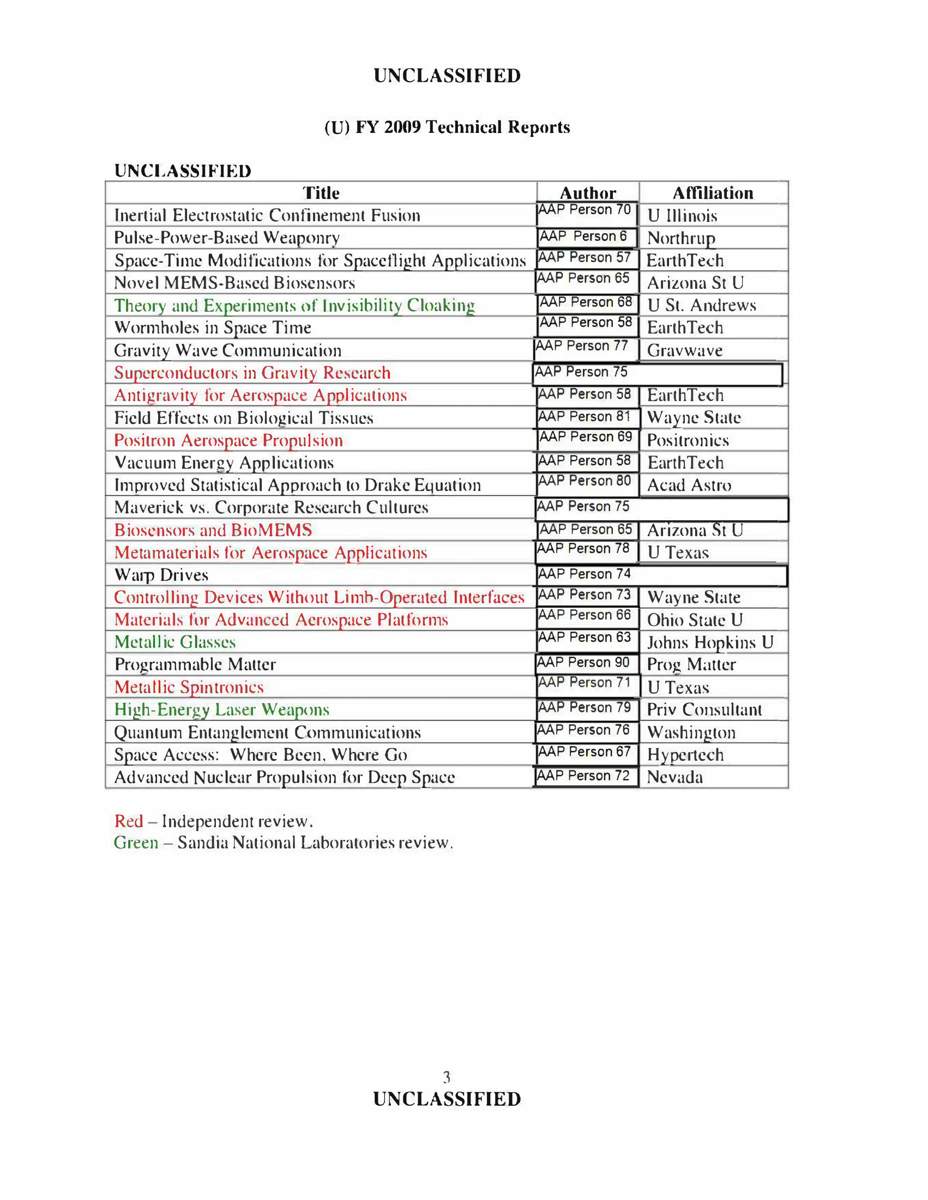 UNCLASSIFIED
(U) FY 2009 Technical Reports
UNCLASSIFIED
Title Author Affiliation
Inertial Electrostatic Confinement Fusion AAP Person 70 U Illinois
Pulse-Power-Based Weaponry AAP Person 6 Northrup
Space-Time Modifications for Spaceflight Applications AAP Person 57 EarthTech
Novel MEMS-Based Biosensors AAP Person 65 Arizona St U
Theory and Experiments of Invisibility Cloaking AAP Person 68 U St. Andrews
Wormholes in Space Time AAP Person 58 EarthTech
Gravity Wave Communication AAP Person 77 Gravwave
Superconductors in Gravity Research AAP Person 75
Antigravity for Aerospace Applications AAP Person 58 EarthTech
Field Effects on Biological Tissues AAP Person 81 Wayne State
Positron Aerospace Propulsion AAP Person 69 Positronics
Vacuum Energy Applications AAP Person 58 EarthTech
Improved Statistical Approach to Drake Equation AAP Person 80 Acad Astro
Maverick vs. Corporate Research Cultures AAP Person 75
Biosensors and BioMEMS AAP Person 65 Arizona St U
Metamaterials for Aerospace Applications AAP Person 78 U Texas
Warp Drives AAP Person 74
Controlling Devices Without Limb-Operated Interfaces AAP Person 73 Wayne State
Materials for Advanced Aerospace Platforms AAP Person 66 Ohio State U
Metallic Glasses AAP Person 63 Johns Hopkins U
Programmable Matter AAP Person 90 Prog Matter
Metallic Spintronics AAP Person 71 U Texas
High-Energy Laser Weapons AAP Person 79 Priv Consultant
Quantum Entanglement Communications AAP Person 76 Washington
Space Access: Where Been, Where Go AAP Person 67 Hypertech
Advanced Nuclear Propulsion for Deep Space AAP Person 72 Nevada
Red – Independent review.
Green – Sandia National Laboratories review.
3
UNCLASSIFIED